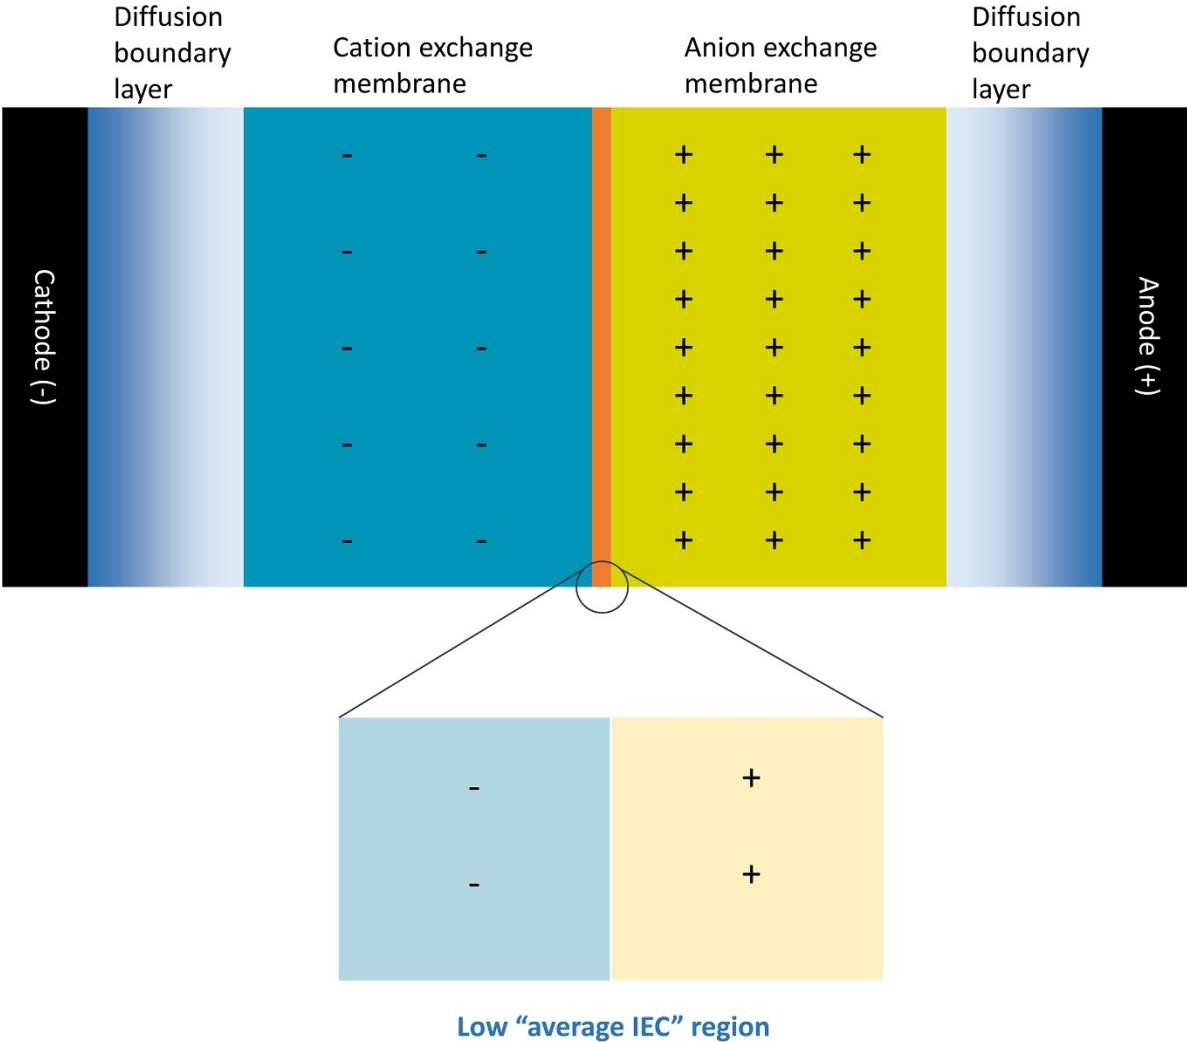 Diffusion
boundary
layer
Cation exchange
membrane
Anion exchange
membrane
Diffusion
boundary
layer
Cathode (-)
- -
+ + +
+ + +
- -
+ + +
+ + +
- -
+ + +
+ + +
- -
+ + +
+ + +
- -
+ + +
Anode (+)
- +
- +
Low “average IEC” region